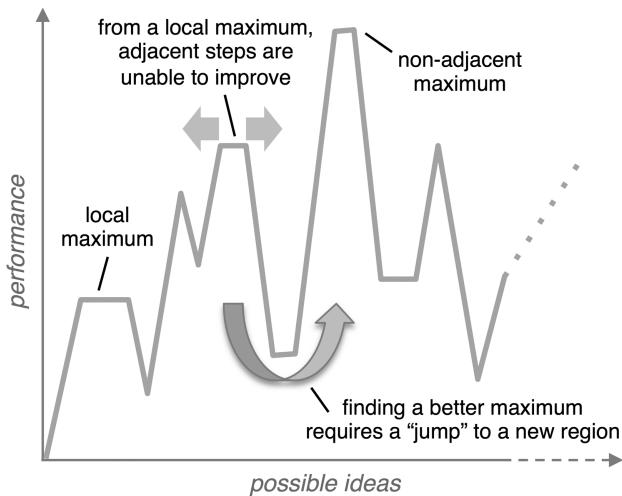 from a local maximum,
adjacent steps are
unable to improve
non-adjacent
maximum
local
maximum
performance
finding a better maximum
requires a “jump” to a new region
possible ideas